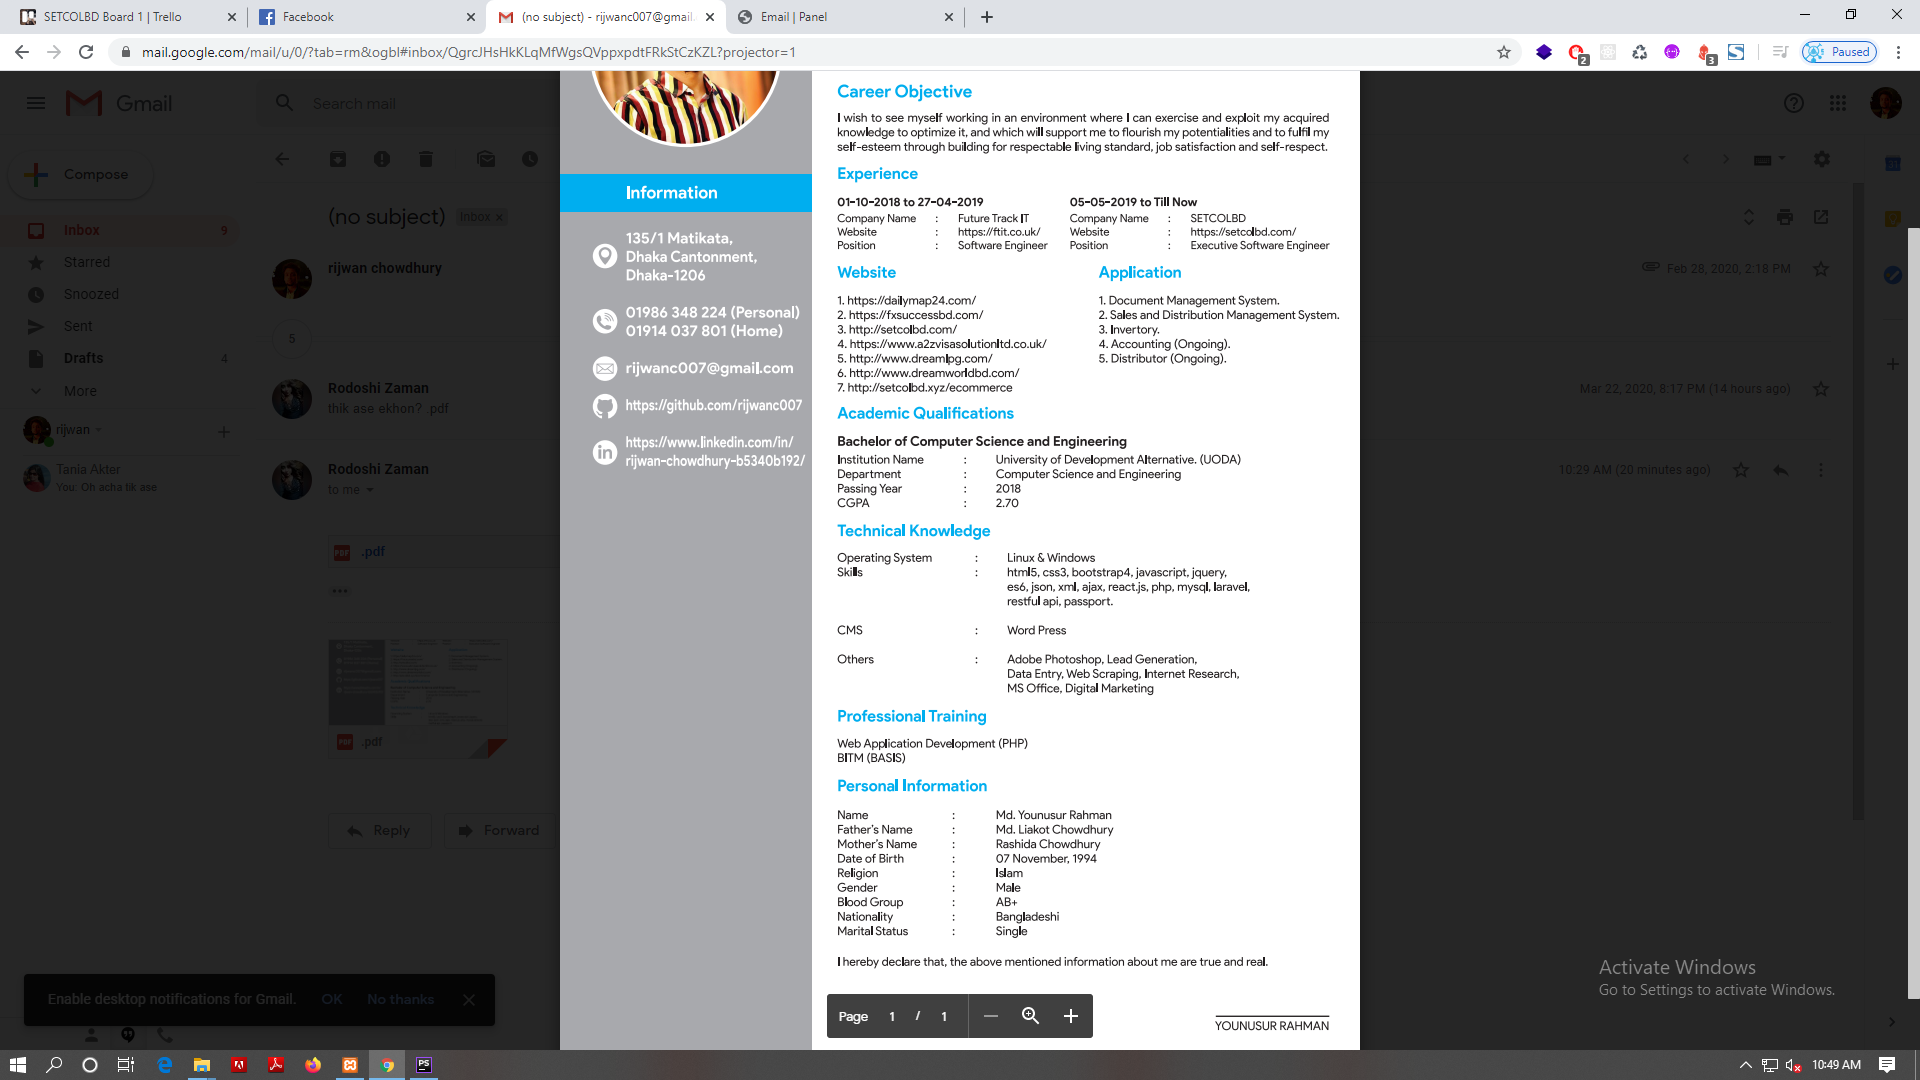 SETCOLBD Board 1 | Trello
Facebook
(no subject) - rijwanc007@gmail.
Email | Panel
mail.google.com/mail/u/0/?tab=rm&ogbl#inbox/QgrcJHsHkKLqMfWgsQVppxpdtFRkStCzKZL?projector=1
2
3
Paused
Gmail
Search mail
Compose
(no subject)
Inbox ×
Inbox 9
Starred
Snoozed
Sent
Drafts 4
More
rijwan
Tania Akter
You: Oh acha tik ase
rijwan chowdhury
Feb 28, 2020, 2:18 PM
5
Rodoshi Zaman
thik ase ekhon? .pdf
Mar 22, 2020, 8:17 PM (14 hours ago)
Rodoshi Zaman
to me
10:29 AM (20 minutes ago)
PDF .pdf
PDF .pdf
Reply
Forward
Information
135/1 Matikata,
Dhaka Cantonment,
Dhaka-1206
01986 348 224 (Personal)
01914 037 801 (Home)
rijwanc007@gmail.com
https://github.com/rijwanc007
in
https://www.linkedin.com/in/
rijwan-chowdhury-b5340b192/
Career Objective
I wish to see myself working in an environment where I can exercise and exploit my acquired
knowledge to optimize it, and which will support me to flourish my potentialities and to fulfil my
self-esteem through building for respectable living standard, job satisfaction and self-respect.
Experience
01-10-2018 to 27-04-2019
Company Name : Future Track IT
Website : https://ftit.co.uk/
Position : Software Engineer
05-05-2019 to Till Now
Company Name : SETCOLBD
Website : https://setcolbd.com/
Position : Executive Software Engineer
Website
1. https://dailymap24.com/
2. https://fxsuccessbd.com/
3. http://setcolbd.com/
4. https://www.a2zvisasolutionltd.co.uk/
5. http://www.dreamlpg.com/
6. http://www.dreamworldbd.com/
7. http://setcolbd.xyz/ecommerce
Application
1. Document Management System.
2. Sales and Distribution Management System.
3. Invertory.
4. Accounting (Ongoing).
5. Distributor (Ongoing).
Academic Qualifications
Bachelor of Computer Science and Engineering
Institution Name : University of Development Alternative. (UODA)
Department : Computer Science and Engineering
Passing Year : 2018
CGPA : 2.70
Technical Knowledge
Operating System : Linux & Windows
Skills : html5, css3, bootstrap4, javascript, jquery,
es6, json, xml, ajax, react.js, php, mysql, laravel,
restful api, passport.
CMS : Word Press
Others : Adobe Photoshop, Lead Generation,
Data Entry, Web Scraping, Internet Research,
MS Office, Digital Marketing
Professional Training
Web Application Development (PHP)
BITM (BASIS)
Personal Information
Name : Md. Younusur Rahman
Father's Name : Md. Liakot Chowdhury
Mother's Name : Rashida Chowdhury
Date of Birth : 07 November, 1994
Religion : Islam
Gender : Male
Blood Group : AB+
Nationality : Bangladeshi
Marital Status : Single
I hereby declare that, the above mentioned information about me are true and real.
YOUNUSUR RAHMAN
Page 1 / 1
Enable desktop notifications for Gmail. OK No thanks
Activate Windows
Go to Settings to activate Windows.
PS
10:49 AM